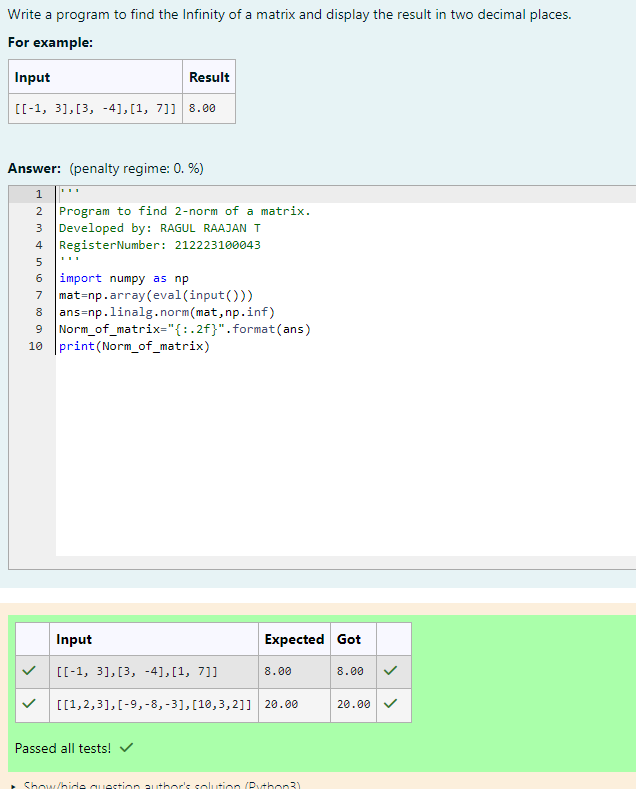 Write a program to find the Infinity of a matrix and display the result in two decimal places.
For example:
Input Result
[[-1, 3],[3, -4],[1, 7]] 8.00
Answer: (penalty regime: 0. %)
1 '''
2 Program to find 2-norm of a matrix.
3 Developed by: RAGUL RAAJAN T
4 RegisterNumber: 212223100043
5 '''
6 import numpy as np
7 mat=np.array(eval(input()))
8 ans=np.linalg.norm(mat,np.inf)
9 Norm_of_matrix="{:.2f}".format(ans)
10 print(Norm_of_matrix)
Input Expected Got
[[-1, 3],[3, -4],[1, 7]] 8.00 8.00
[[1,2,3],[-9,-8,-3],[10,3,2]] 20.00 20.00
Passed all tests!
Show/hide question author's solution (Python3)